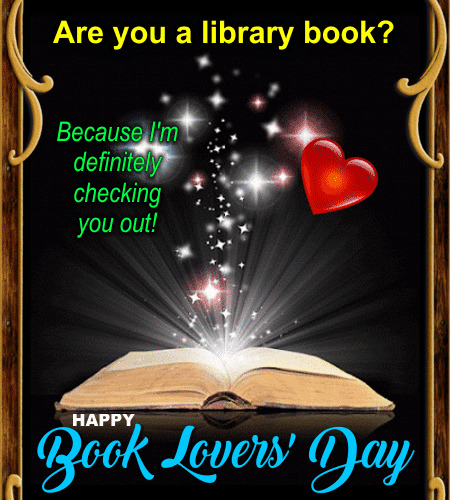 Are you a library book?
Because I'm
definitely
checking
you out!
HAPPY
Book Lovers' Day